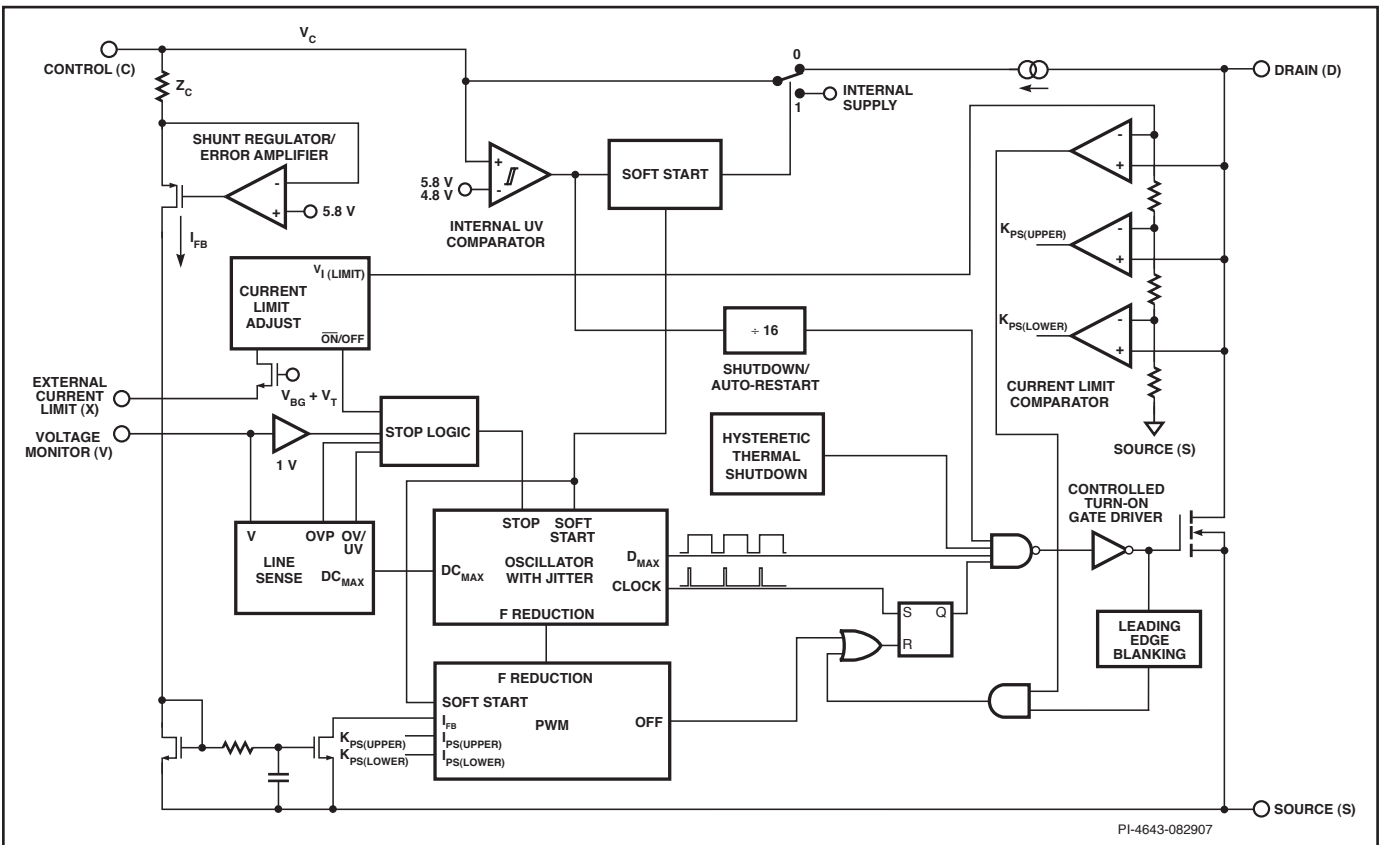 V_C
0
CONTROL (C)
DRAIN (D)
Z_C
1
INTERNAL
SUPPLY
SHUNT REGULATOR/
ERROR AMPLIFIER
-
+
5.8 V
I_FB
+
-
5.8 V
4.8 V
INTERNAL UV
COMPARATOR
SOFT START
-
+
K_PS(UPPER)
-
+
K_PS(LOWER)
-
+
CURRENT LIMIT
COMPARATOR
SOURCE (S)
V_I (LIMIT)
CURRENT
LIMIT
ADJUST
O̅N̅/OFF
÷ 16
SHUTDOWN/
AUTO-RESTART
EXTERNAL
CURRENT
LIMIT (X)
V_BG + V_T
VOLTAGE
MONITOR (V)
1 V
STOP LOGIC
HYSTERETIC
THERMAL
SHUTDOWN
CONTROLLED
TURN-ON
GATE DRIVER
V
OVP
OV/
UV
LINE
SENSE
DC_MAX
STOP
SOFT
START
DC_MAX
OSCILLATOR
WITH JITTER
D_MAX
CLOCK
F REDUCTION
S
Q
R
LEADING
EDGE
BLANKING
F REDUCTION
SOFT START
I_FB
PWM
OFF
K_PS(UPPER)
I_PS(UPPER)
K_PS(LOWER)
I_PS(LOWER)
SOURCE (S)
PI-4643-082907